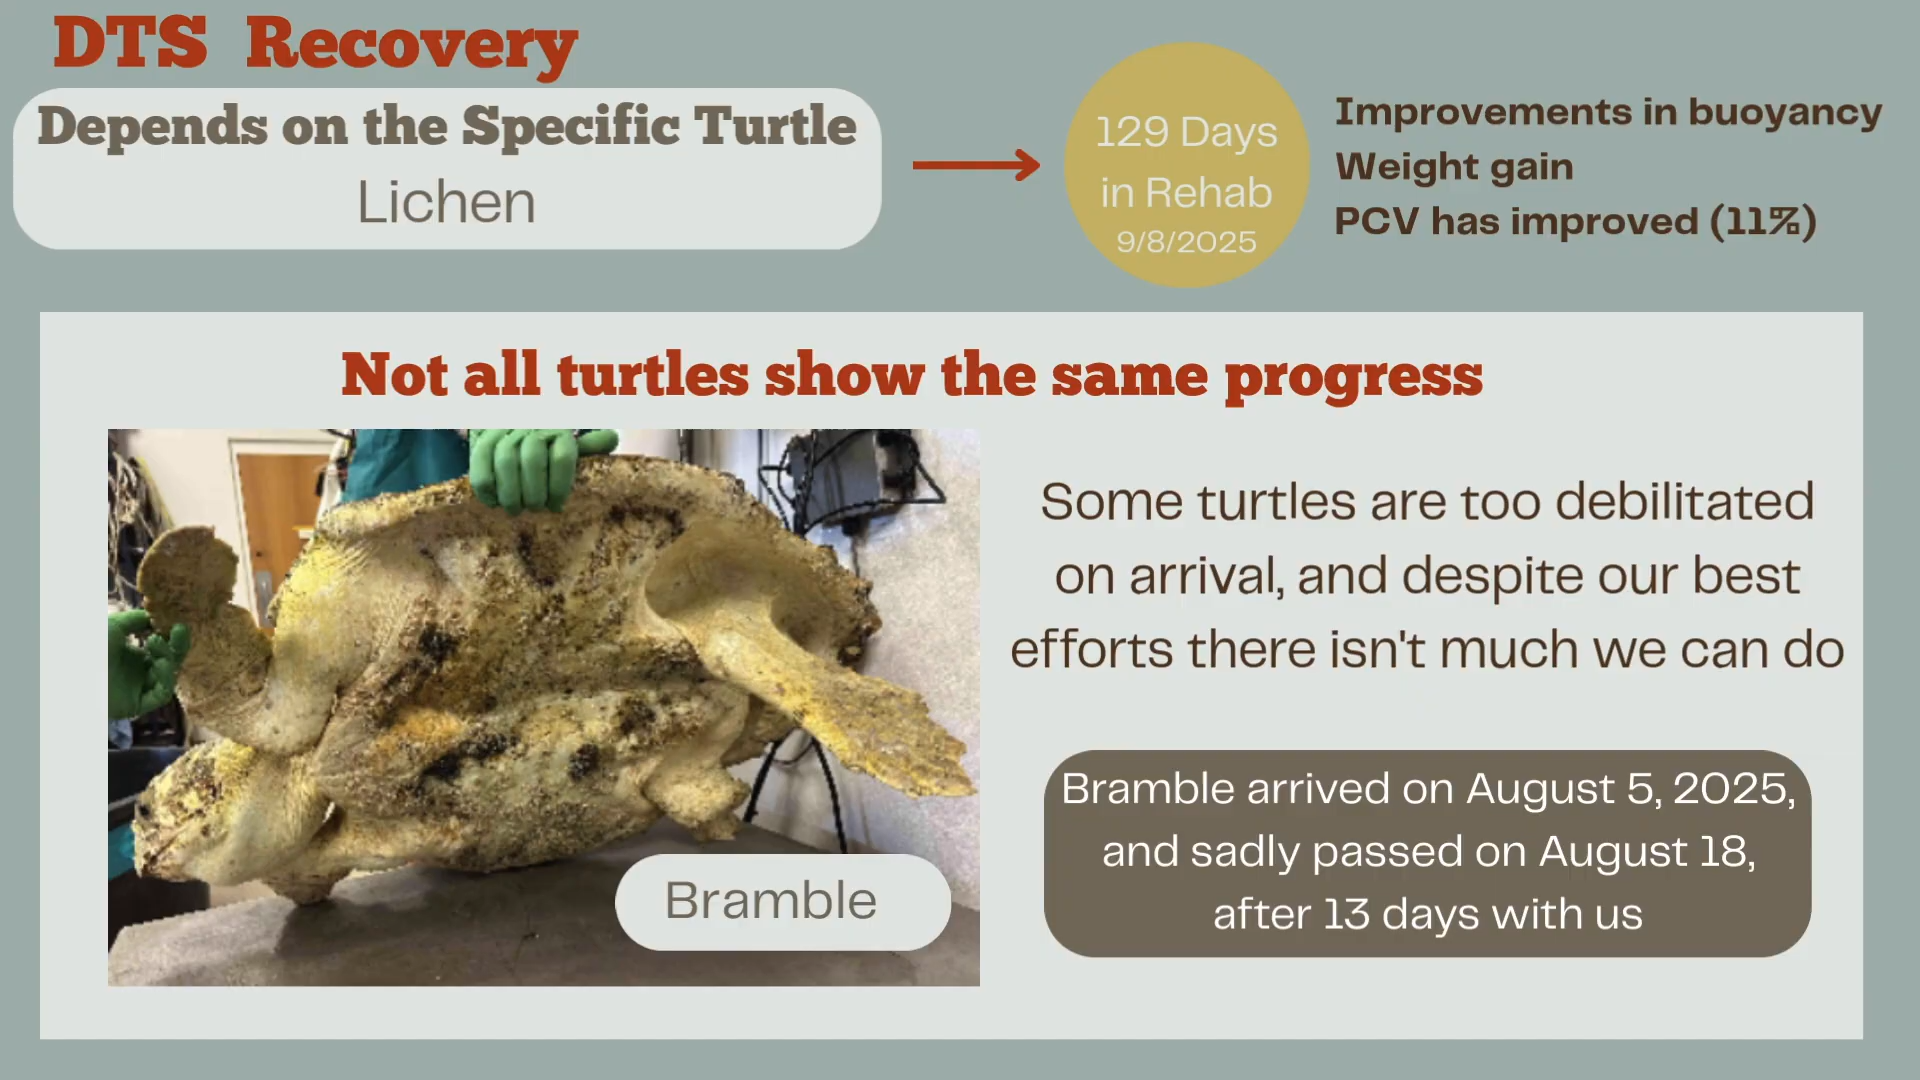 DTS Recovery
Depends on the Specific Turtle
Lichen
129 Days
in Rehab
9/8/2025
Improvements in buoyancy
Weight gain
PCV has improved (11%)
Not all turtles show the same progress
Some turtles are too debilitated
on arrival, and despite our best
efforts there isn't much we can do
Bramble
Bramble arrived on August 5, 2025,
and sadly passed on August 18,
after 13 days with us